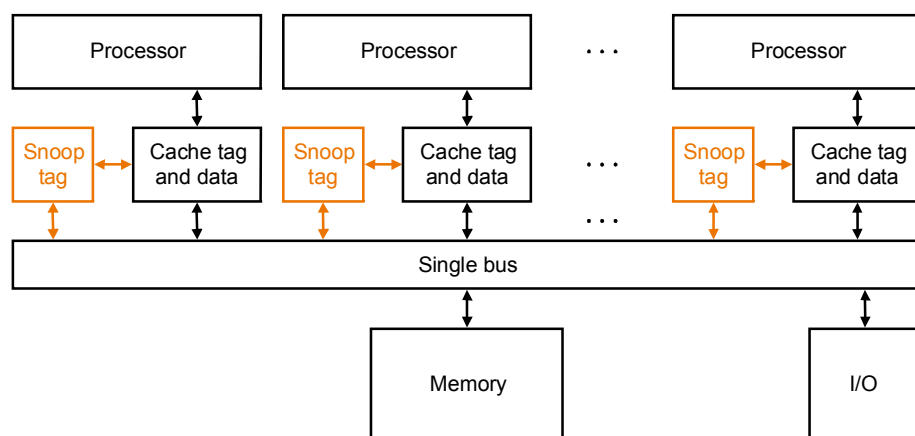 Processor
Processor
...
Processor
Snoop
tag
Cache tag
and data
Snoop
tag
Cache tag
and data
...
Snoop
tag
Cache tag
and data
...
Single bus
Memory
I/O